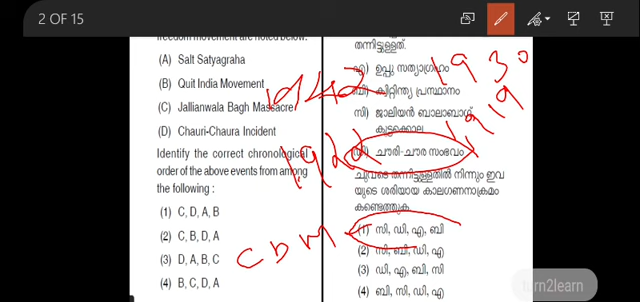 2 OF 15
freedom movement are noted below.
(A) Salt Satyagraha
(B) Quit India Movement
(C) Jallianwala Bagh Massacre
(D) Chauri-Chaura Incident
Identify the correct chronological
order of the above events from among
the following :
(1) C, D, A, B
(2) C, B, D, A
(3) D, A, B, C
(4) B, C, D, A
തന്നിട്ടുള്ളത്.
എ) ഉപ്പു സത്യാഗ്രഹം
ബി) ക്വിറ്റിന്ത്യ പ്രസ്ഥാനം
സി) ജാലിയൻ ബാലാബാഗ്
കൂട്ടക്കൊല
ഡി) ചൗരി-ചൗര സംഭവം
ചുവടെ തന്നിട്ടുള്ളതിൽ നിന്നും ഇവ
യുടെ ശരിയായ കാലഗണനാക്രമം
കണ്ടെത്തുക
(1) സി, ഡി, എ, ബി
(2) സി, ബി, ഡി, എ
(3) ഡി, എ, ബി, സി
(4) ബി, സി, ഡി, എ
1930
1942
1919
1922
CDM
turn2learn